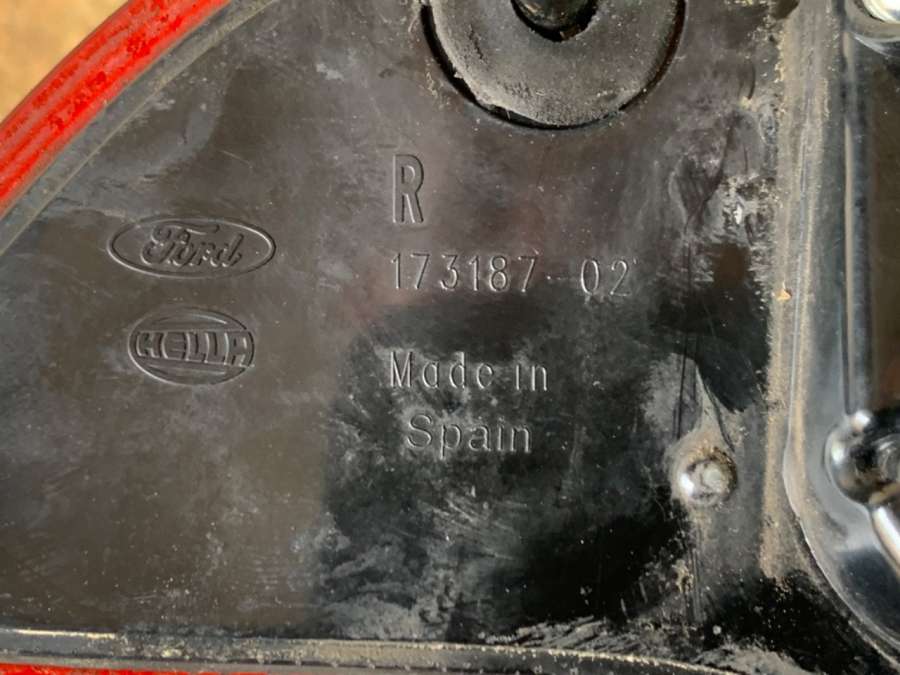 R
Ford
173187-02
HELLA
Made in
Spain